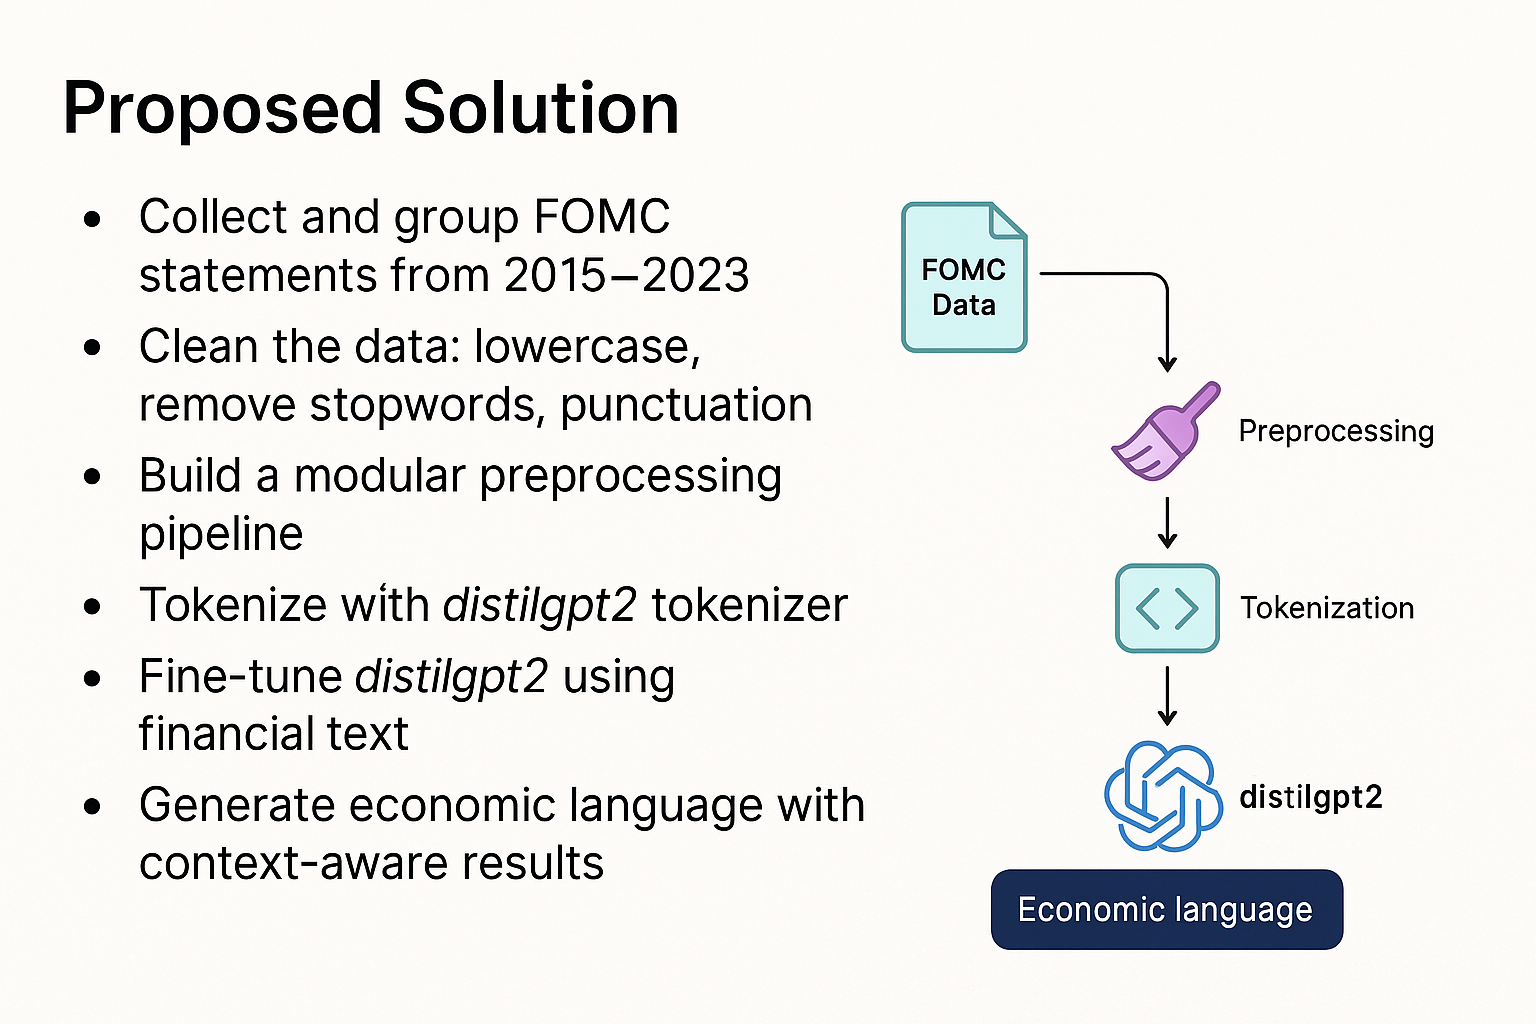 Proposed Solution
• Collect and group FOMC
statements from 2015–2023
• Clean the data: lowercase,
remove stopwords, punctuation
• Build a modular preprocessing
pipeline
• Tokenize with distilgpt2 tokenizer
• Fine-tune distilgpt2 using
financial text
• Generate economic language with
context-aware results
FOMC
Data
Preprocessing
Tokenization
distilgpt2
Economic language